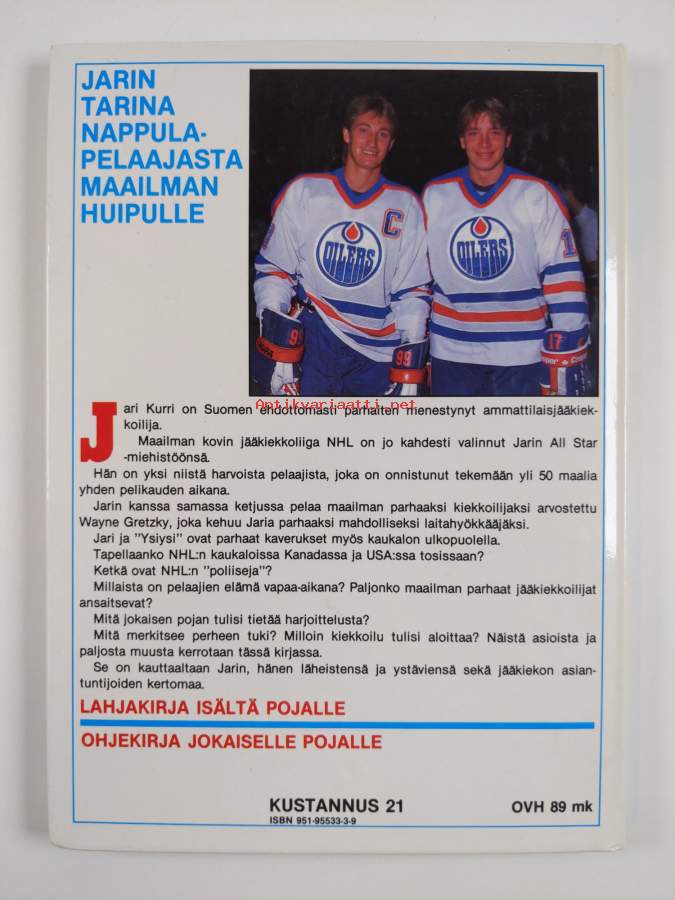 JARIN
TARINA
NAPPULA-
PELAAJASTA
MAAILMAN
HUIPULLE
C
OILERS
OILERS
1
99
99
17
Cooper
Antikvariaatti.net
Jari Kurri on Suomen ehdottomasti parhaiten menestynyt ammattilaisjääkiek-
koilija.
Maailman kovin jääkiekkoliiga NHL on jo kahdesti valinnut Jarin All Star
-miehistöönsä.
Hän on yksi niistä harvoista pelaajista, joka on onnistunut tekemään yli 50 maalia
yhden pelikauden aikana.
Jarin kanssa samassa ketjussa pelaa maailman parhaaksi kiekkoilijaksi arvostettu
Wayne Gretzky, joka kehuu Jaria parhaaksi mahdolliseksi laitahyökkääjäksi.
Jari ja "Ysiysi" ovat parhaat kaverukset myös kaukalon ulkopuolella.
Tapellaanko NHL:n kaukaloissa Kanadassa ja USA:ssa tosissaan?
Ketkä ovat NHL:n "poliiseja"?
Millaista on pelaajien elämä vapaa-aikana? Paljonko maailman parhaat jääkiekkoilijat
ansaitsevat?
Mitä jokaisen pojan tulisi tietää harjoittelusta?
Mitä merkitsee perheen tuki? Milloin kiekkoilu tulisi aloittaa? Näistä asioista ja
paljosta muusta kerrotaan tässä kirjassa.
Se on kauttaaltaan Jarin, hänen läheistensä ja ystäviensä sekä jääkiekon asian-
tuntijoiden kertomaa.
LAHJAKIRJA ISÄLTÄ POJALLE
OHJEKIRJA JOKAISELLE POJALLE
KUSTANNUS 21
ISBN 951-95533-3-9
OVH 89 mk